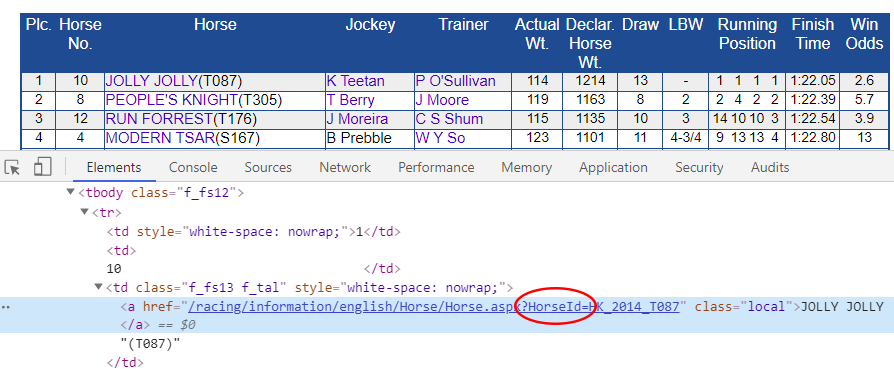 Plc. Horse No. Horse Jockey Trainer Actual Wt. Declar. Horse Wt. Draw LBW Running Position Finish Time Win Odds
1 10 JOLLY JOLLY(T087) K Teetan P O'Sullivan 114 1214 13 - 1 1 1 1 1:22.05 2.6
2 8 PEOPLE'S KNIGHT(T305) T Berry J Moore 119 1163 8 2 2 4 2 2 1:22.39 5.7
3 12 RUN FORREST(T176) J Moreira C S Shum 115 1135 10 3 14 10 10 3 1:22.54 3.9
4 4 MODERN TSAR(S167) B Prebble W Y So 123 1101 11 4-3/4 9 13 13 4 1:22.80 13
Elements Console Sources Network Performance Memory Application Security Audits
▼<tbody class="f_fs12">
▼<tr>
<td style="white-space: nowrap;">1</td>
<td>
10 </td>
▼<td class="f_fs13 f_tal" style="white-space: nowrap;">
<a href="/racing/information/english/Horse/Horse.aspx?HorseId=HK_2014_T087" class="local">JOLLY JOLLY
</a> == $0
"(T087)"
</td>